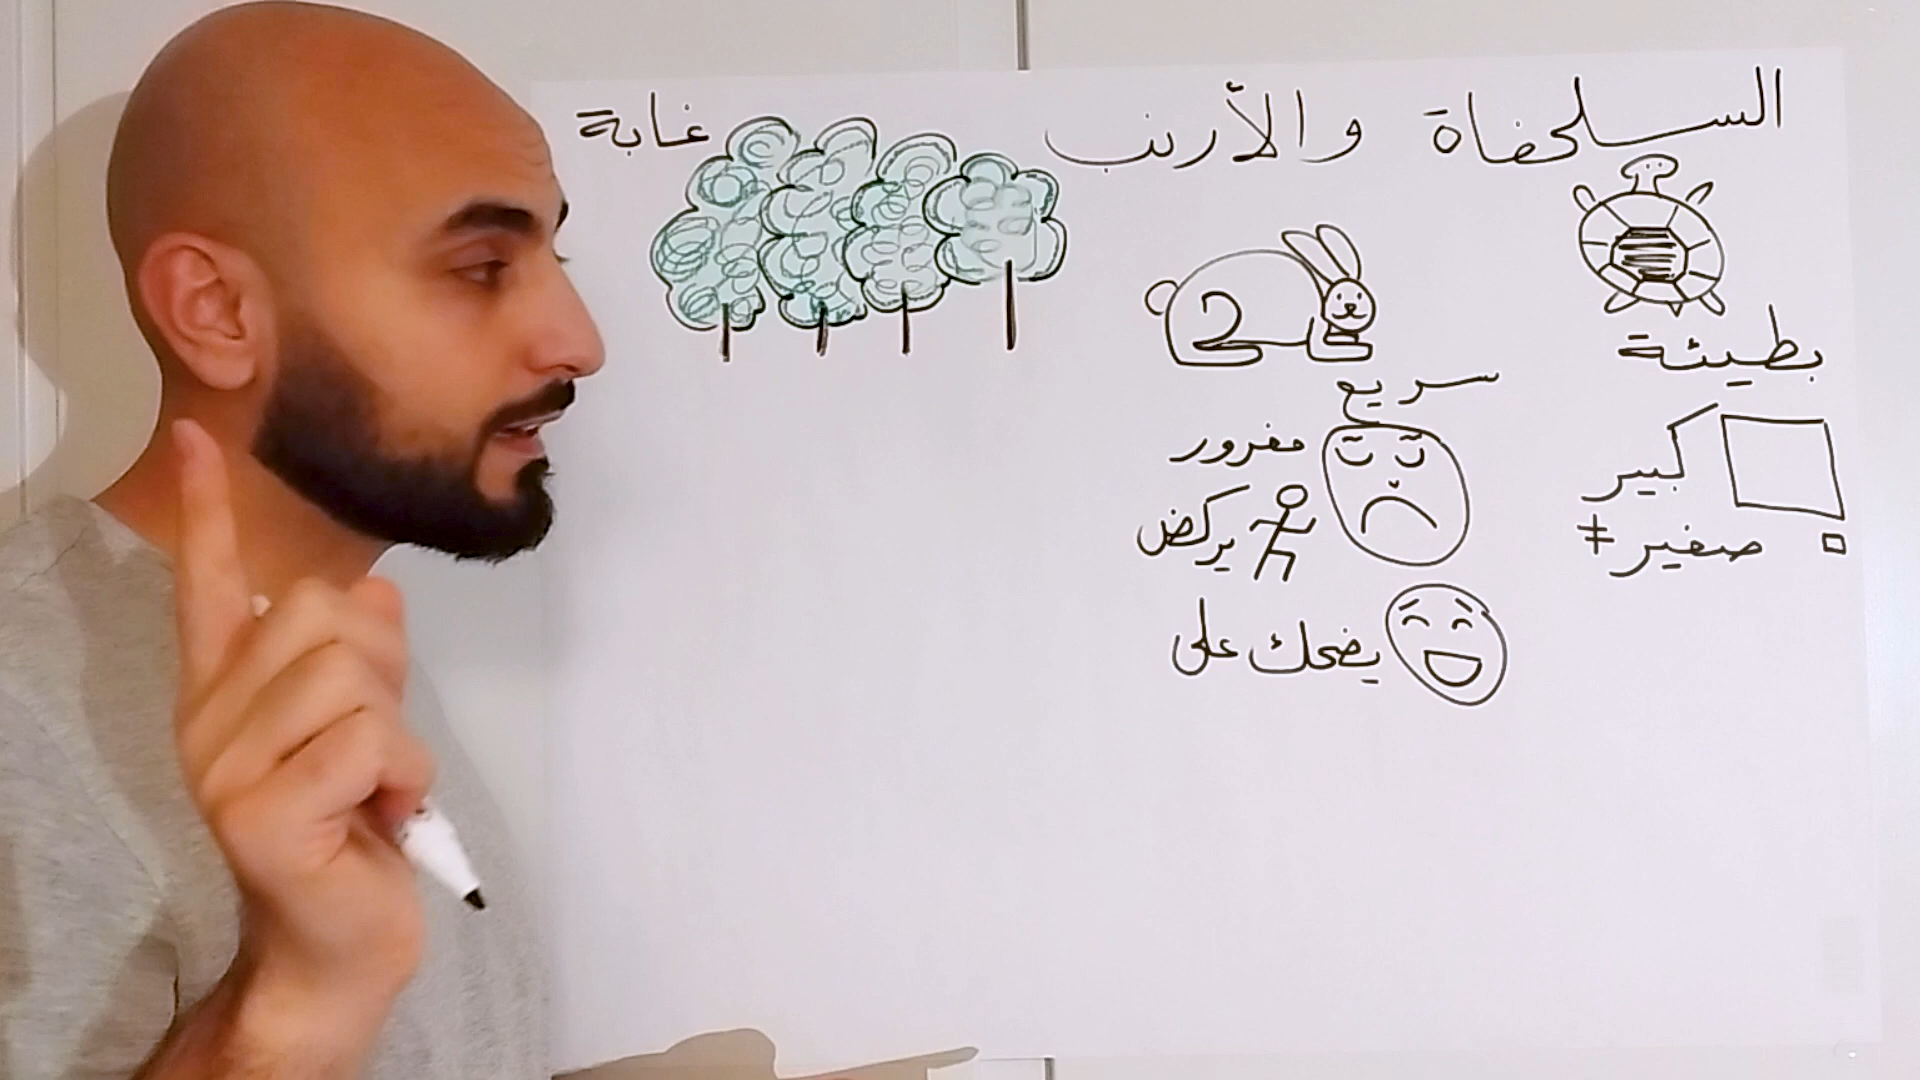 السلحفاة والأرنب
غابة
بطيئة
سريع
كبير
≠ صغير
مغرور
يركض
يضحك على